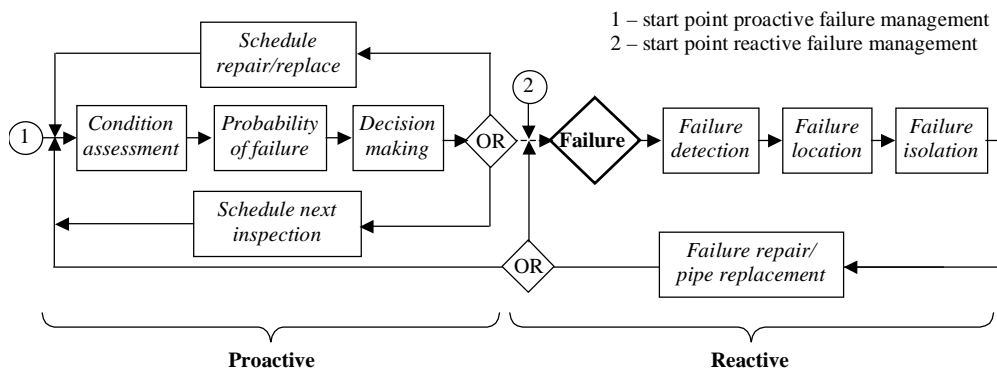 1 – start point proactive failure management
2 – start point reactive failure management
Schedule
repair/replace
2
1
Condition
assessment
Probability
of failure
Decision
making
OR
Failure
Failure
detection
Failure
location
Failure
isolation
Schedule next
inspection
OR
Failure repair/
pipe replacement
Proactive
Reactive